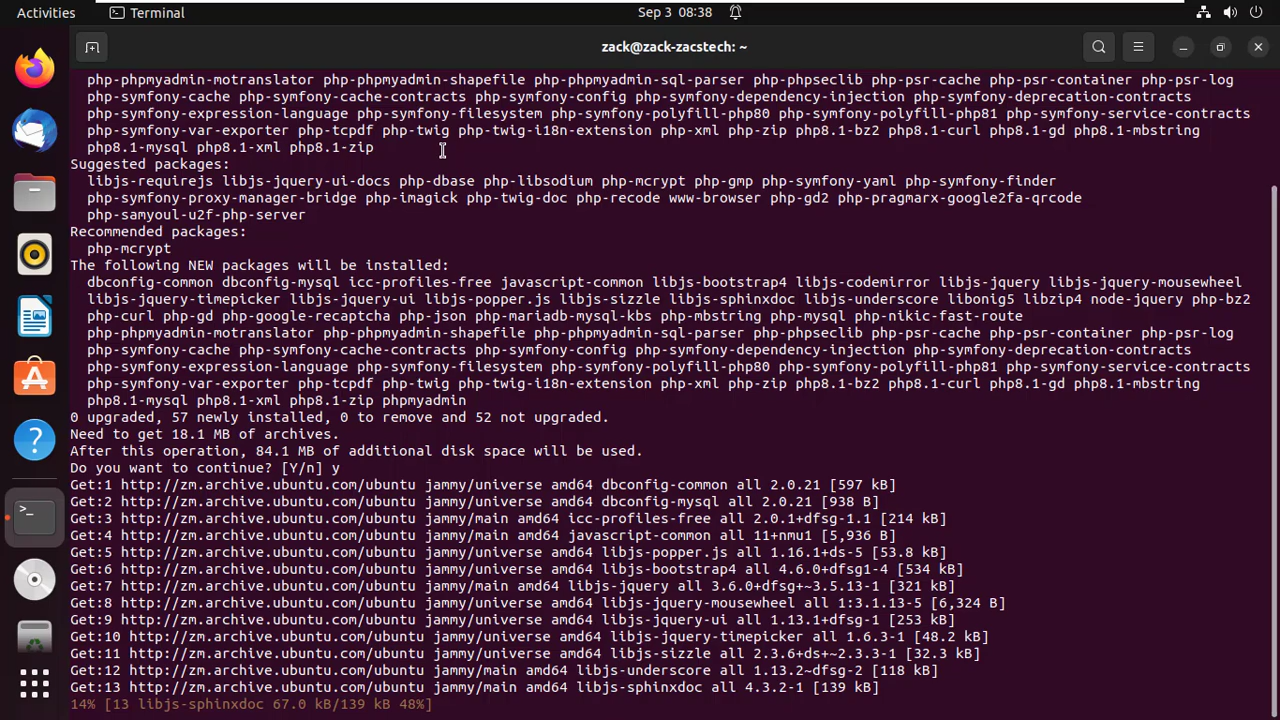 Activities
Terminal
Sep 3 08:38
zack@zack-zacstech: ~
php-phpmyadmin-motranslator php-phpmyadmin-shapefile php-phpmyadmin-sql-parser php-phpseclib php-psr-cache php-psr-container php-psr-log
php-symfony-cache php-symfony-cache-contracts php-symfony-config php-symfony-dependency-injection php-symfony-deprecation-contracts
php-symfony-expression-language php-symfony-filesystem php-symfony-polyfill-php80 php-symfony-polyfill-php81 php-symfony-service-contracts
php-symfony-var-exporter php-tcpdf php-twig php-twig-i18n-extension php-xml php-zip php8.1-bz2 php8.1-curl php8.1-gd php8.1-mbstring
php8.1-mysql php8.1-xml php8.1-zip
Suggested packages:
libjs-requirejs libjs-jquery-ui-docs php-dbase php-libsodium php-mcrypt php-gmp php-symfony-yaml php-symfony-finder
php-symfony-proxy-manager-bridge php-imagick php-twig-doc php-recode www-browser php-gd2 php-pragmarx-google2fa-qrcode
php-samyoul-u2f-php-server
Recommended packages:
php-mcrypt
The following NEW packages will be installed:
dbconfig-common dbconfig-mysql icc-profiles-free javascript-common libjs-bootstrap4 libjs-codemirror libjs-jquery libjs-jquery-mousewheel
libjs-jquery-timepicker libjs-jquery-ui libjs-popper.js libjs-sizzle libjs-sphinxdoc libjs-underscore libonig5 libzip4 node-jquery php-bz2
php-curl php-gd php-google-recaptcha php-json php-mariadb-mysql-kbs php-mbstring php-mysql php-nikic-fast-route
php-phpmyadmin-motranslator php-phpmyadmin-shapefile php-phpmyadmin-sql-parser php-phpseclib php-psr-cache php-psr-container php-psr-log
php-symfony-cache php-symfony-cache-contracts php-symfony-config php-symfony-dependency-injection php-symfony-deprecation-contracts
php-symfony-expression-language php-symfony-filesystem php-symfony-polyfill-php80 php-symfony-polyfill-php81 php-symfony-service-contracts
php-symfony-var-exporter php-tcpdf php-twig php-twig-i18n-extension php-xml php-zip php8.1-bz2 php8.1-curl php8.1-gd php8.1-mbstring
php8.1-mysql php8.1-xml php8.1-zip phpmyadmin
0 upgraded, 57 newly installed, 0 to remove and 52 not upgraded.
Need to get 18.1 MB of archives.
After this operation, 84.1 MB of additional disk space will be used.
Do you want to continue? [Y/n] y
Get:1 http://zm.archive.ubuntu.com/ubuntu jammy/universe amd64 dbconfig-common all 2.0.21 [597 kB]
Get:2 http://zm.archive.ubuntu.com/ubuntu jammy/universe amd64 dbconfig-mysql all 2.0.21 [938 B]
Get:3 http://zm.archive.ubuntu.com/ubuntu jammy/main amd64 icc-profiles-free all 2.0.1+dfsg-1.1 [214 kB]
Get:4 http://zm.archive.ubuntu.com/ubuntu jammy/main amd64 javascript-common all 11+nmu1 [5,936 B]
Get:5 http://zm.archive.ubuntu.com/ubuntu jammy/universe amd64 libjs-popper.js all 1.16.1+ds-5 [53.8 kB]
Get:6 http://zm.archive.ubuntu.com/ubuntu jammy/universe amd64 libjs-bootstrap4 all 4.6.0+dfsg1-4 [534 kB]
Get:7 http://zm.archive.ubuntu.com/ubuntu jammy/main amd64 libjs-jquery all 3.6.0+dfsg+~3.5.13-1 [321 kB]
Get:8 http://zm.archive.ubuntu.com/ubuntu jammy/universe amd64 libjs-jquery-mousewheel all 1:3.1.13-5 [6,324 B]
Get:9 http://zm.archive.ubuntu.com/ubuntu jammy/universe amd64 libjs-jquery-ui all 1.13.1+dfsg-1 [253 kB]
Get:10 http://zm.archive.ubuntu.com/ubuntu jammy/universe amd64 libjs-jquery-timepicker all 1.6.3-1 [48.2 kB]
Get:11 http://zm.archive.ubuntu.com/ubuntu jammy/universe amd64 libjs-sizzle all 2.3.6+ds+~2.3.3-1 [32.3 kB]
Get:12 http://zm.archive.ubuntu.com/ubuntu jammy/main amd64 libjs-underscore all 1.13.2~dfsg-2 [118 kB]
Get:13 http://zm.archive.ubuntu.com/ubuntu jammy/main amd64 libjs-sphinxdoc all 4.3.2-1 [139 kB]
14% [13 libjs-sphinxdoc 67.0 kB/139 kB 48%]